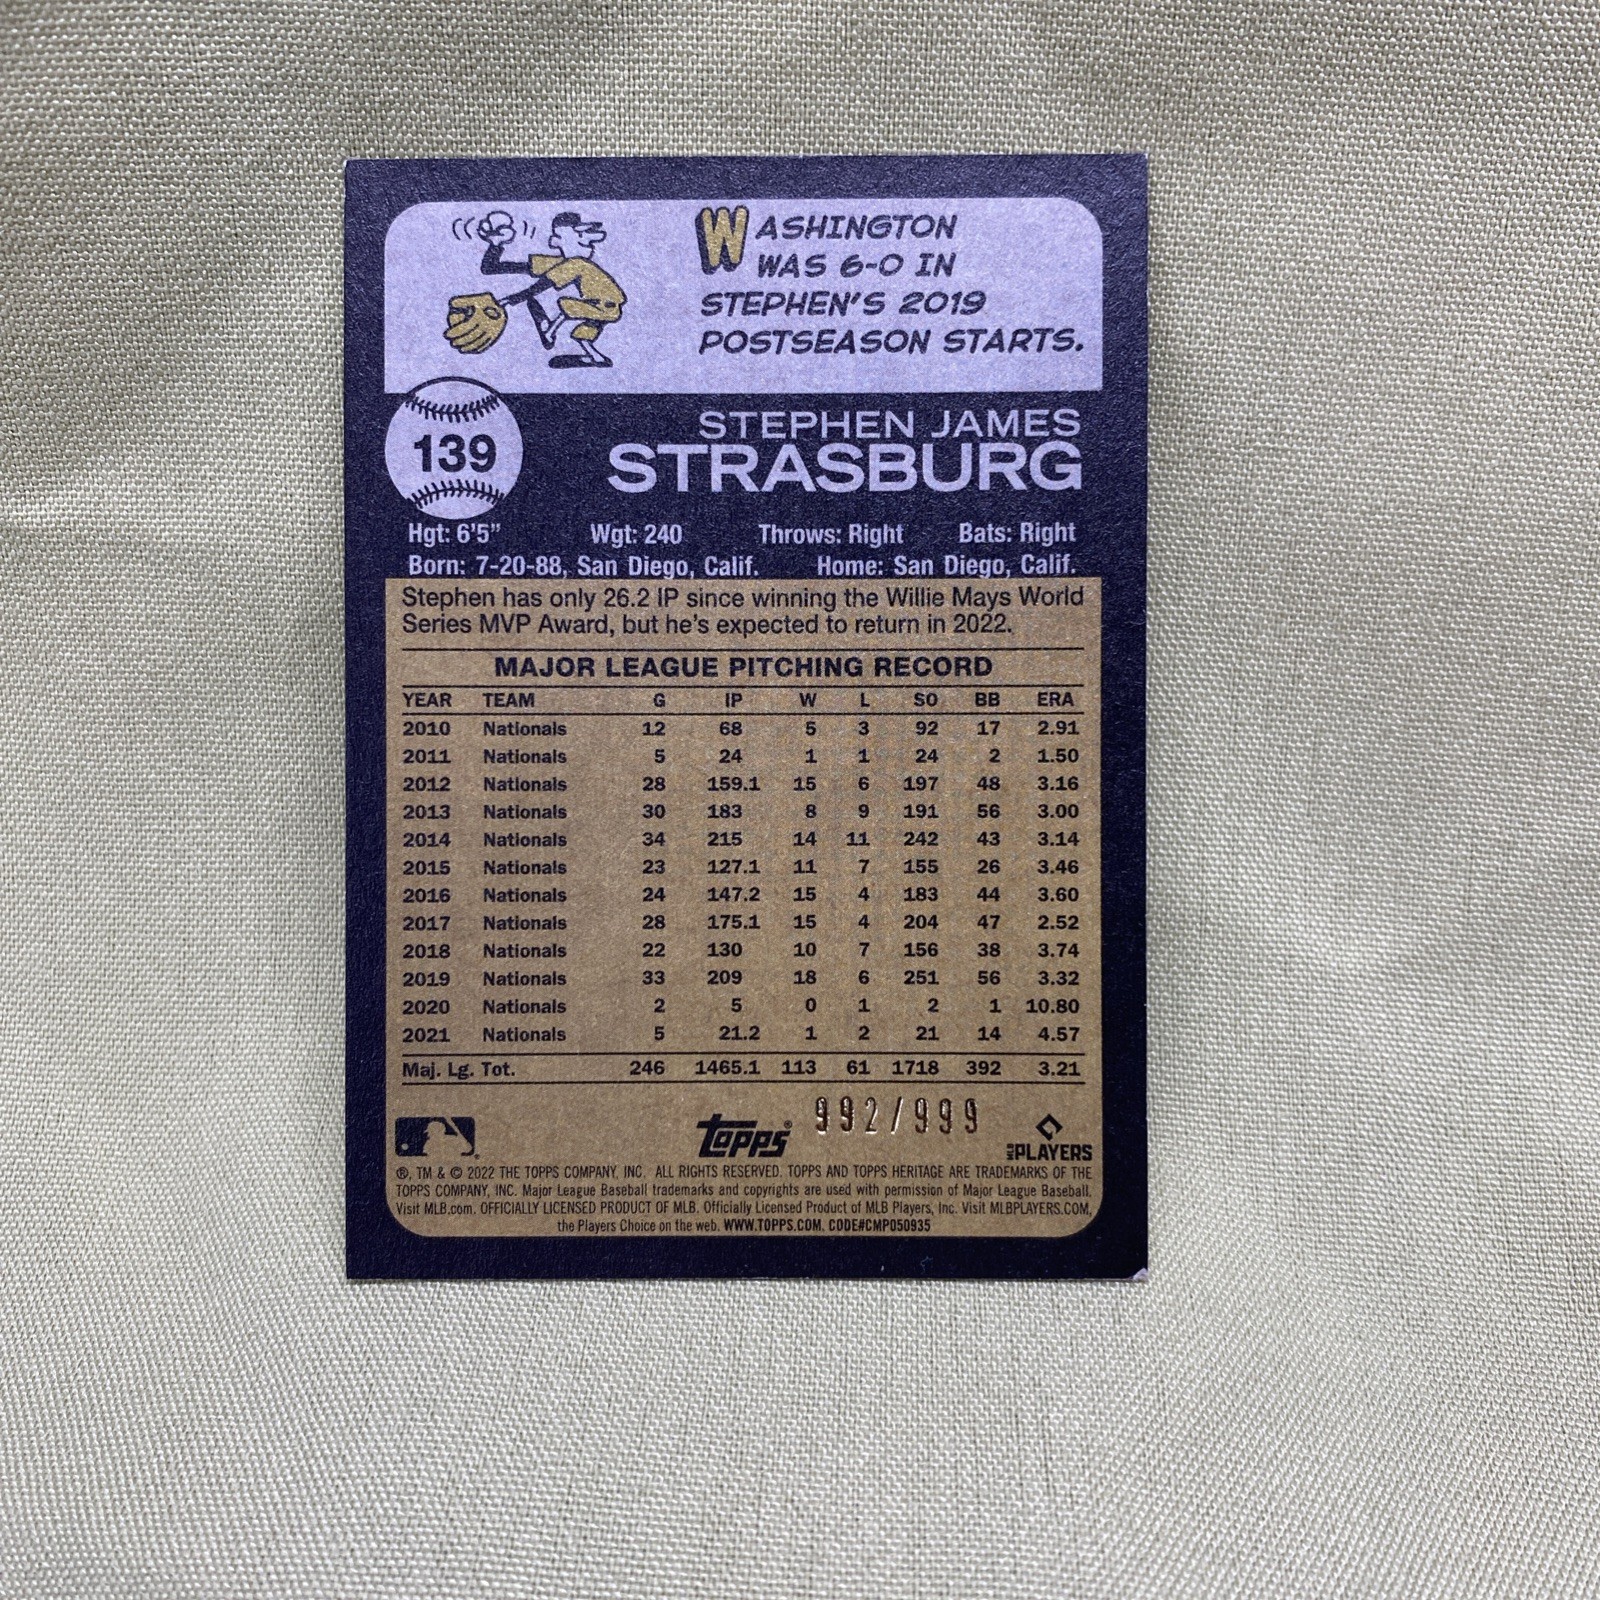 WASHINGTON
WAS 6-0 IN
STEPHEN'S 2019
POSTSEASON STARTS.
139
STEPHEN JAMES
STRASBURG
Hgt: 6'5" Wgt: 240 Throws: Right Bats: Right
Born: 7-20-88, San Diego, Calif. Home: San Diego, Calif.
Stephen has only 26.2 IP since winning the Willie Mays World
Series MVP Award, but he's expected to return in 2022.
MAJOR LEAGUE PITCHING RECORD
YEAR TEAM G IP W L SO BB ERA
2010 Nationals 12 68 5 3 92 17 2.91
2011 Nationals 5 24 1 1 24 2 1.50
2012 Nationals 28 159.1 15 6 197 48 3.16
2013 Nationals 30 183 8 9 191 56 3.00
2014 Nationals 34 215 14 11 242 43 3.14
2015 Nationals 23 127.1 11 7 155 26 3.46
2016 Nationals 24 147.2 15 4 183 44 3.60
2017 Nationals 28 175.1 15 4 204 47 2.52
2018 Nationals 22 130 10 7 156 38 3.74
2019 Nationals 33 209 18 6 251 56 3.32
2020 Nationals 2 5 0 1 2 1 10.80
2021 Nationals 5 21.2 1 2 21 14 4.57
Maj. Lg. Tot. 246 1465.1 113 61 1718 392 3.21
992/999
Topps® MLB PLAYERS
®, TM & © 2022 THE TOPPS COMPANY, INC. ALL RIGHTS RESERVED. TOPPS AND TOPPS HERITAGE ARE TRADEMARKS OF THE
TOPPS COMPANY, INC. Major League Baseball trademarks and copyrights are used with permission of Major League Baseball.
Visit MLB.com. OFFICIALLY LICENSED PRODUCT OF MLB. Officially Licensed Product of MLB Players, Inc. Visit MLBPLAYERS.COM,
the Players Choice on the web. WWW.TOPPS.COM. CODE#CMP050935